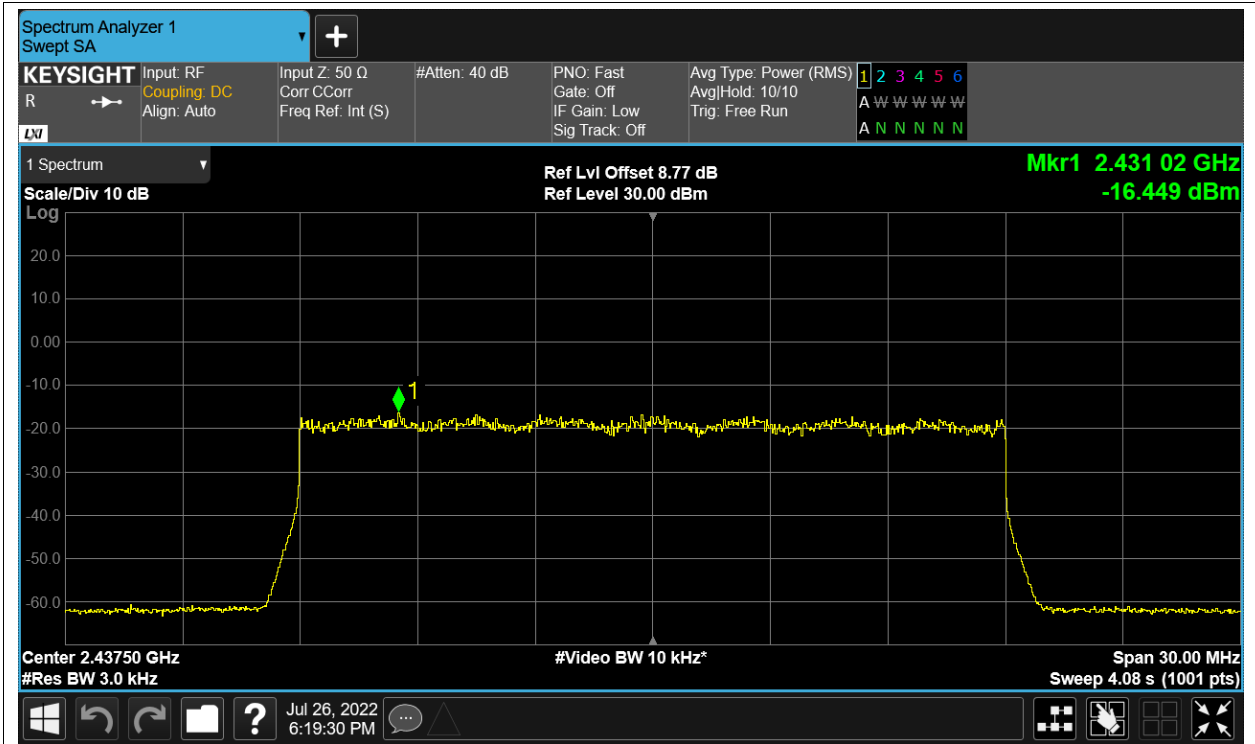 Spectrum Analyzer 1
Swept SA
KEYSIGHT
R
LXI
Input: RF
Coupling: DC
Align: Auto
Input Z: 50 Ω
Corr CCorr
Freq Ref: Int (S)
#Atten: 40 dB
PNO: Fast
Gate: Off
IF Gain: Low
Sig Track: Off
Avg Type: Power (RMS)
Avg|Hold: 10/10
Trig: Free Run
1 2 3 4 5 6
A W W W W W
A N N N N N
1 Spectrum
Scale/Div 10 dB
Log
Ref Lvl Offset 8.77 dB
Ref Level 30.00 dBm
Mkr1 2.431 02 GHz
-16.449 dBm
20.0
10.0
0.00
-10.0
-20.0
-30.0
-40.0
-50.0
-60.0
1
Center 2.43750 GHz
#Res BW 3.0 kHz
#Video BW 10 kHz*
Span 30.00 MHz
Sweep 4.08 s (1001 pts)
?
Jul 26, 2022
6:19:30 PM